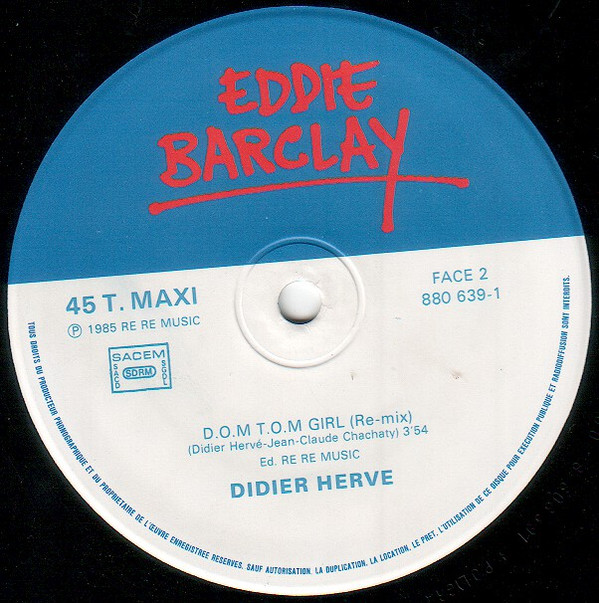 EDDIE
BARCLAY
45 T. MAXI
℗ 1985 RE RE MUSIC
FACE 2
880 639-1
SACEM
SACD
SDRM
SGDL
D.O.M T.O.M GIRL (Re-mix)
(Didier Hervé-Jean-Claude Chachaty) 3'54
Ed. RE RE MUSIC
DIDIER HERVE
TOUS DROITS DU PRODUCTEUR PHONOGRAPHIQUE ET DU PROPRIETAIRE DE L'ŒUVRE ENREGISTREE RESERVES. SAUF AUTORISATION. LA DUPLICATION. LA LOCATION. LE PRET. L'UTILISATION DE CE DISQUE POUR EXECUTION PUBLIQUE ET RADIODIFFUSION SONT INTERDITS.